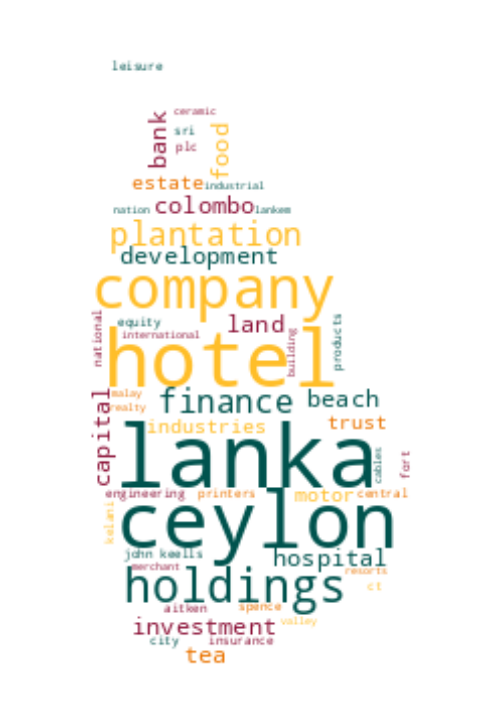 leisure
ceramic
bank
sri
food
plc
estate
industrial
nation
colombo
lankem
plantation
development
company
national
equity
land
products
international
building
hotel
capital
malay
finance
beach
realty
industries
trust
lanka
cables
fort
engineering
printers
motor
central
kelani
ceylon
john keells
hospital
merchant
resorts
holdings
ct
aitken
spence
investment
valley
city
insurance
tea